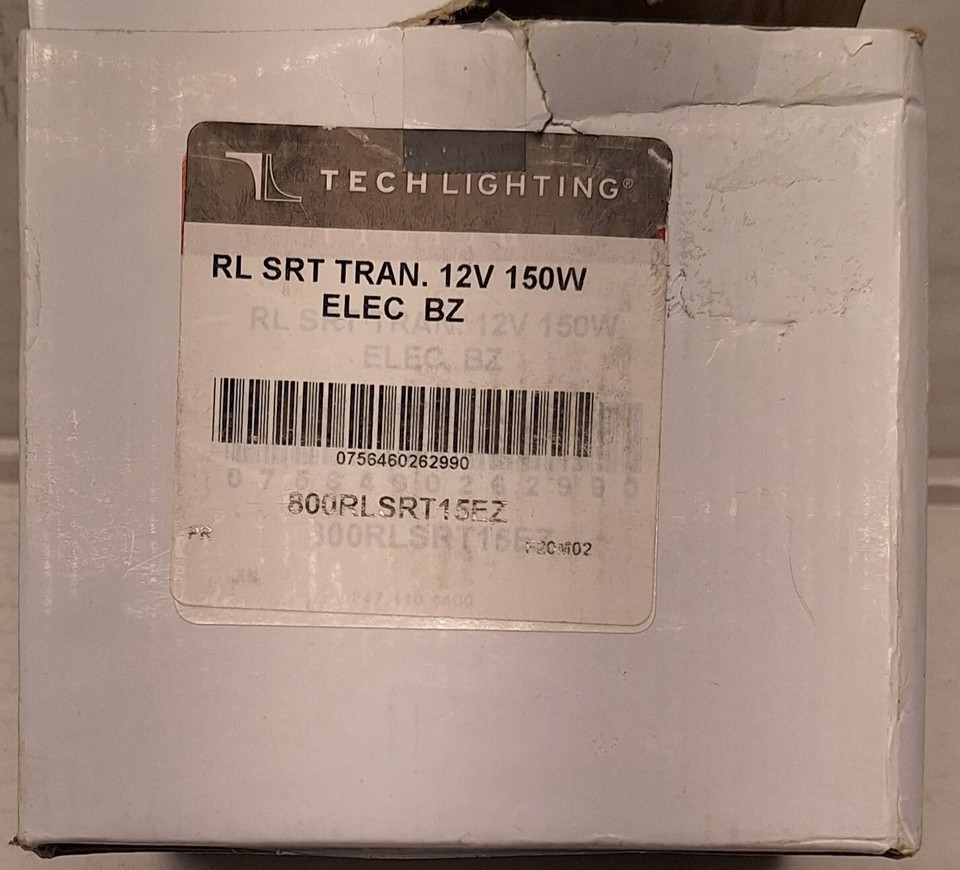 TECH LIGHTING®
RL SRT TRAN. 12V 150W
ELEC BZ
RL SRT TRAN. 12V 150W
ELEC. BZ
0756460262990
0756460262990
800RLSRT15EZ
PR
800RLSRT15EZ
F20M02